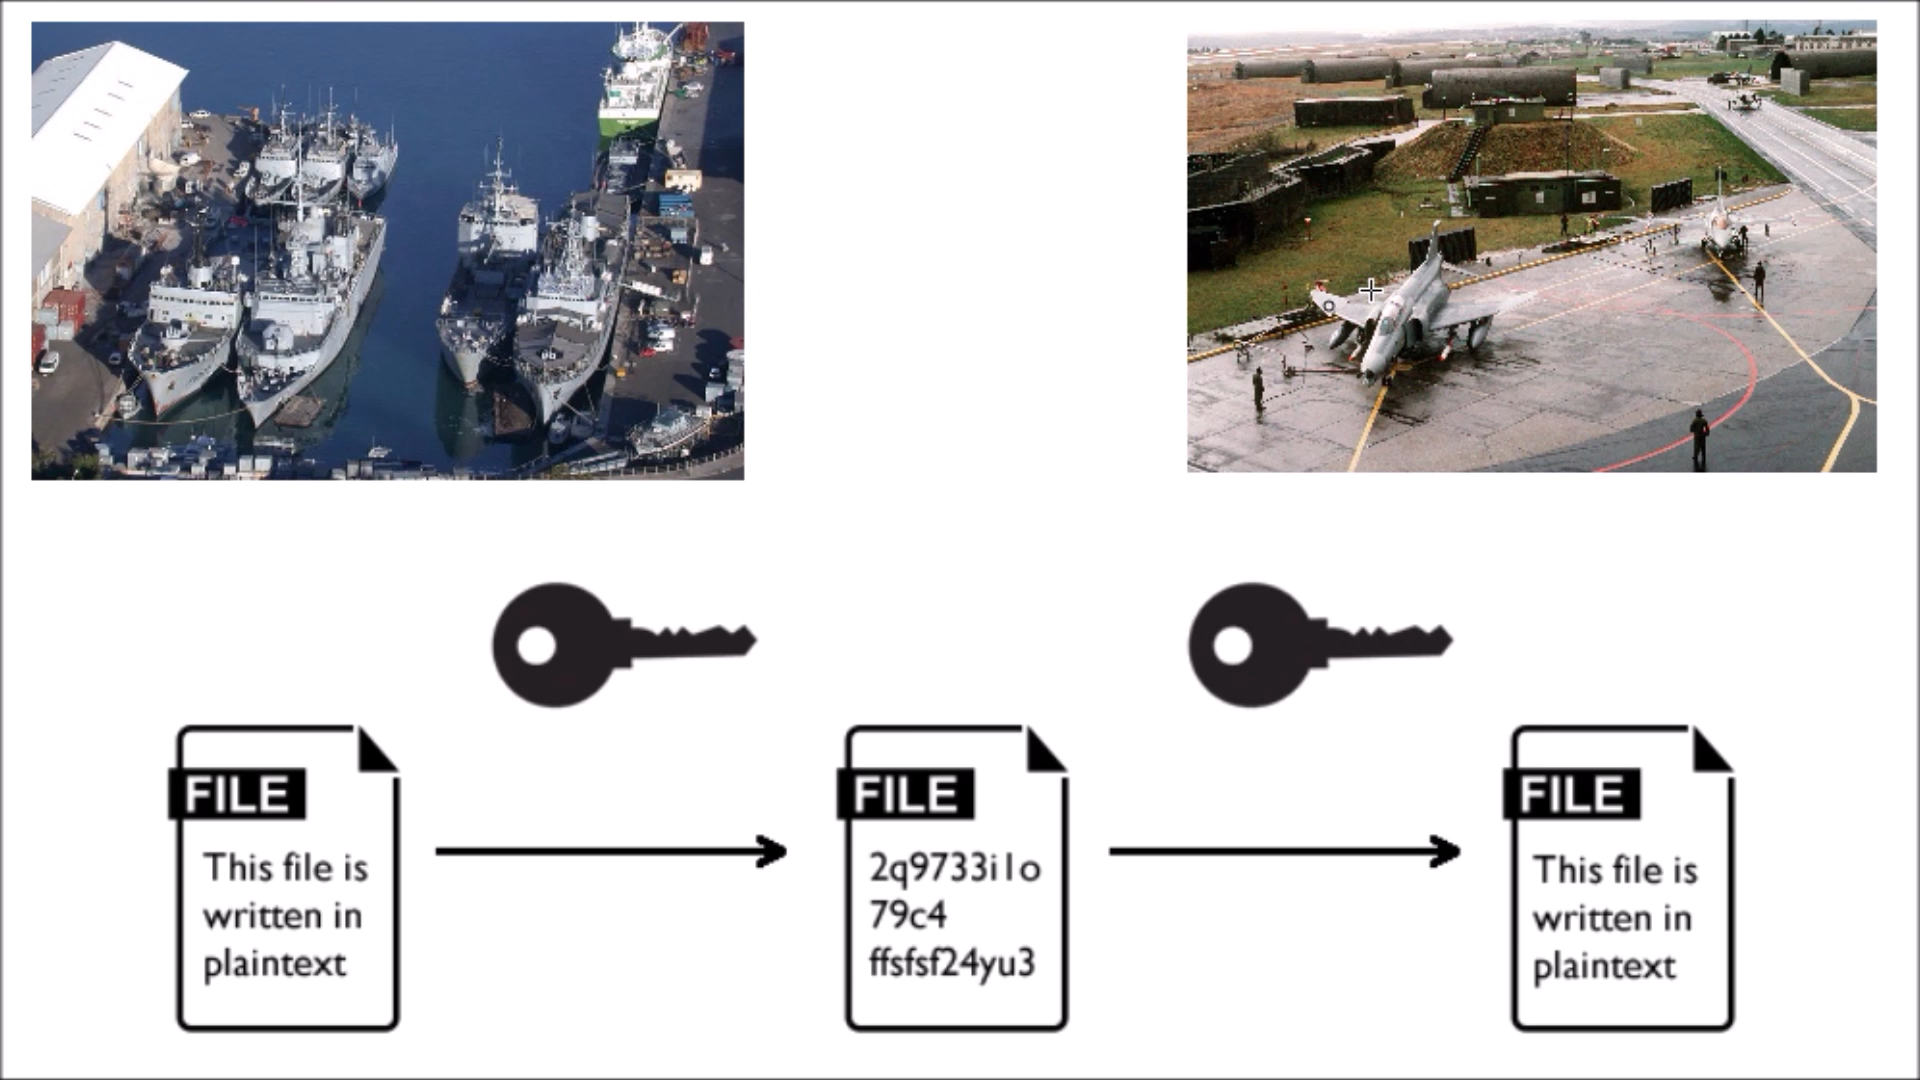 FILE
This file is
written in
plaintext
FILE
2q9733i1o
79c4
ffsfsf24yu3
FILE
This file is
written in
plaintext